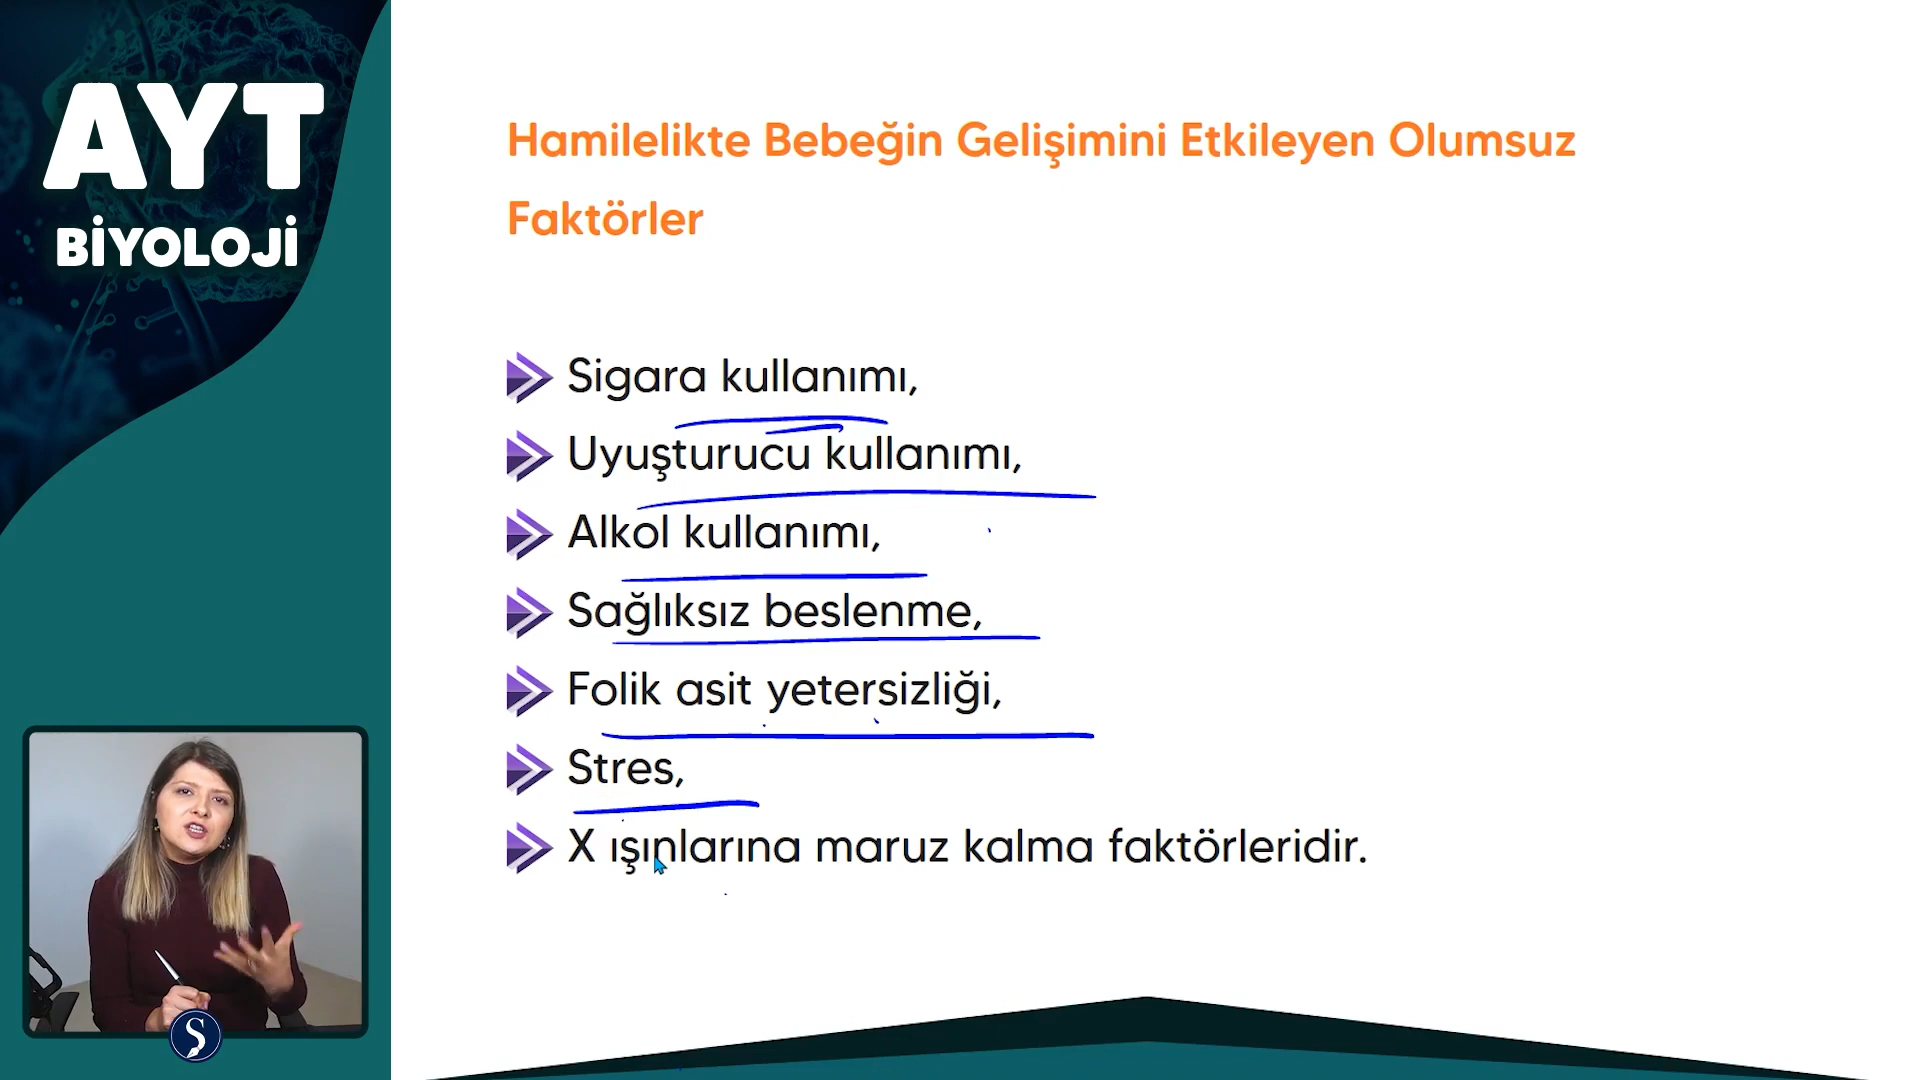 AYT
BİYOLOJİ
Hamilelikte Bebeğin Gelişimini Etkileyen Olumsuz
Faktörler
Sigara kullanımı,
Uyuşturucu kullanımı,
Alkol kullanımı,
Sağlıksız beslenme,
Folik asit yetersizliği,
Stres,
X ışınlarına maruz kalma faktörleridir.
S